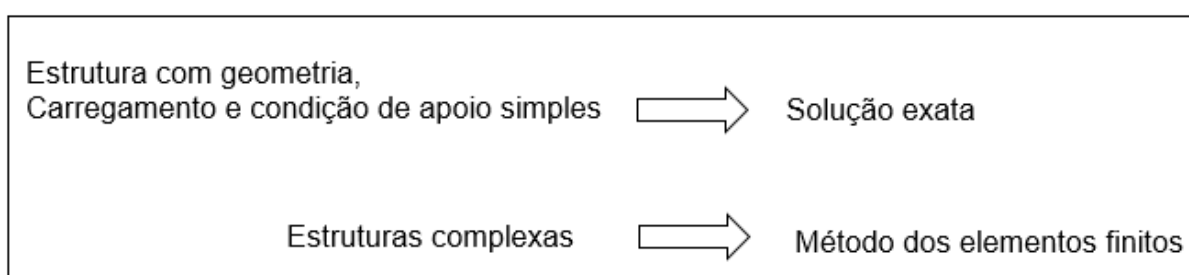 Estrutura com geometria,
Carregamento e condição de apoio simples
Solução exata
Estruturas complexas
Método dos elementos finitos